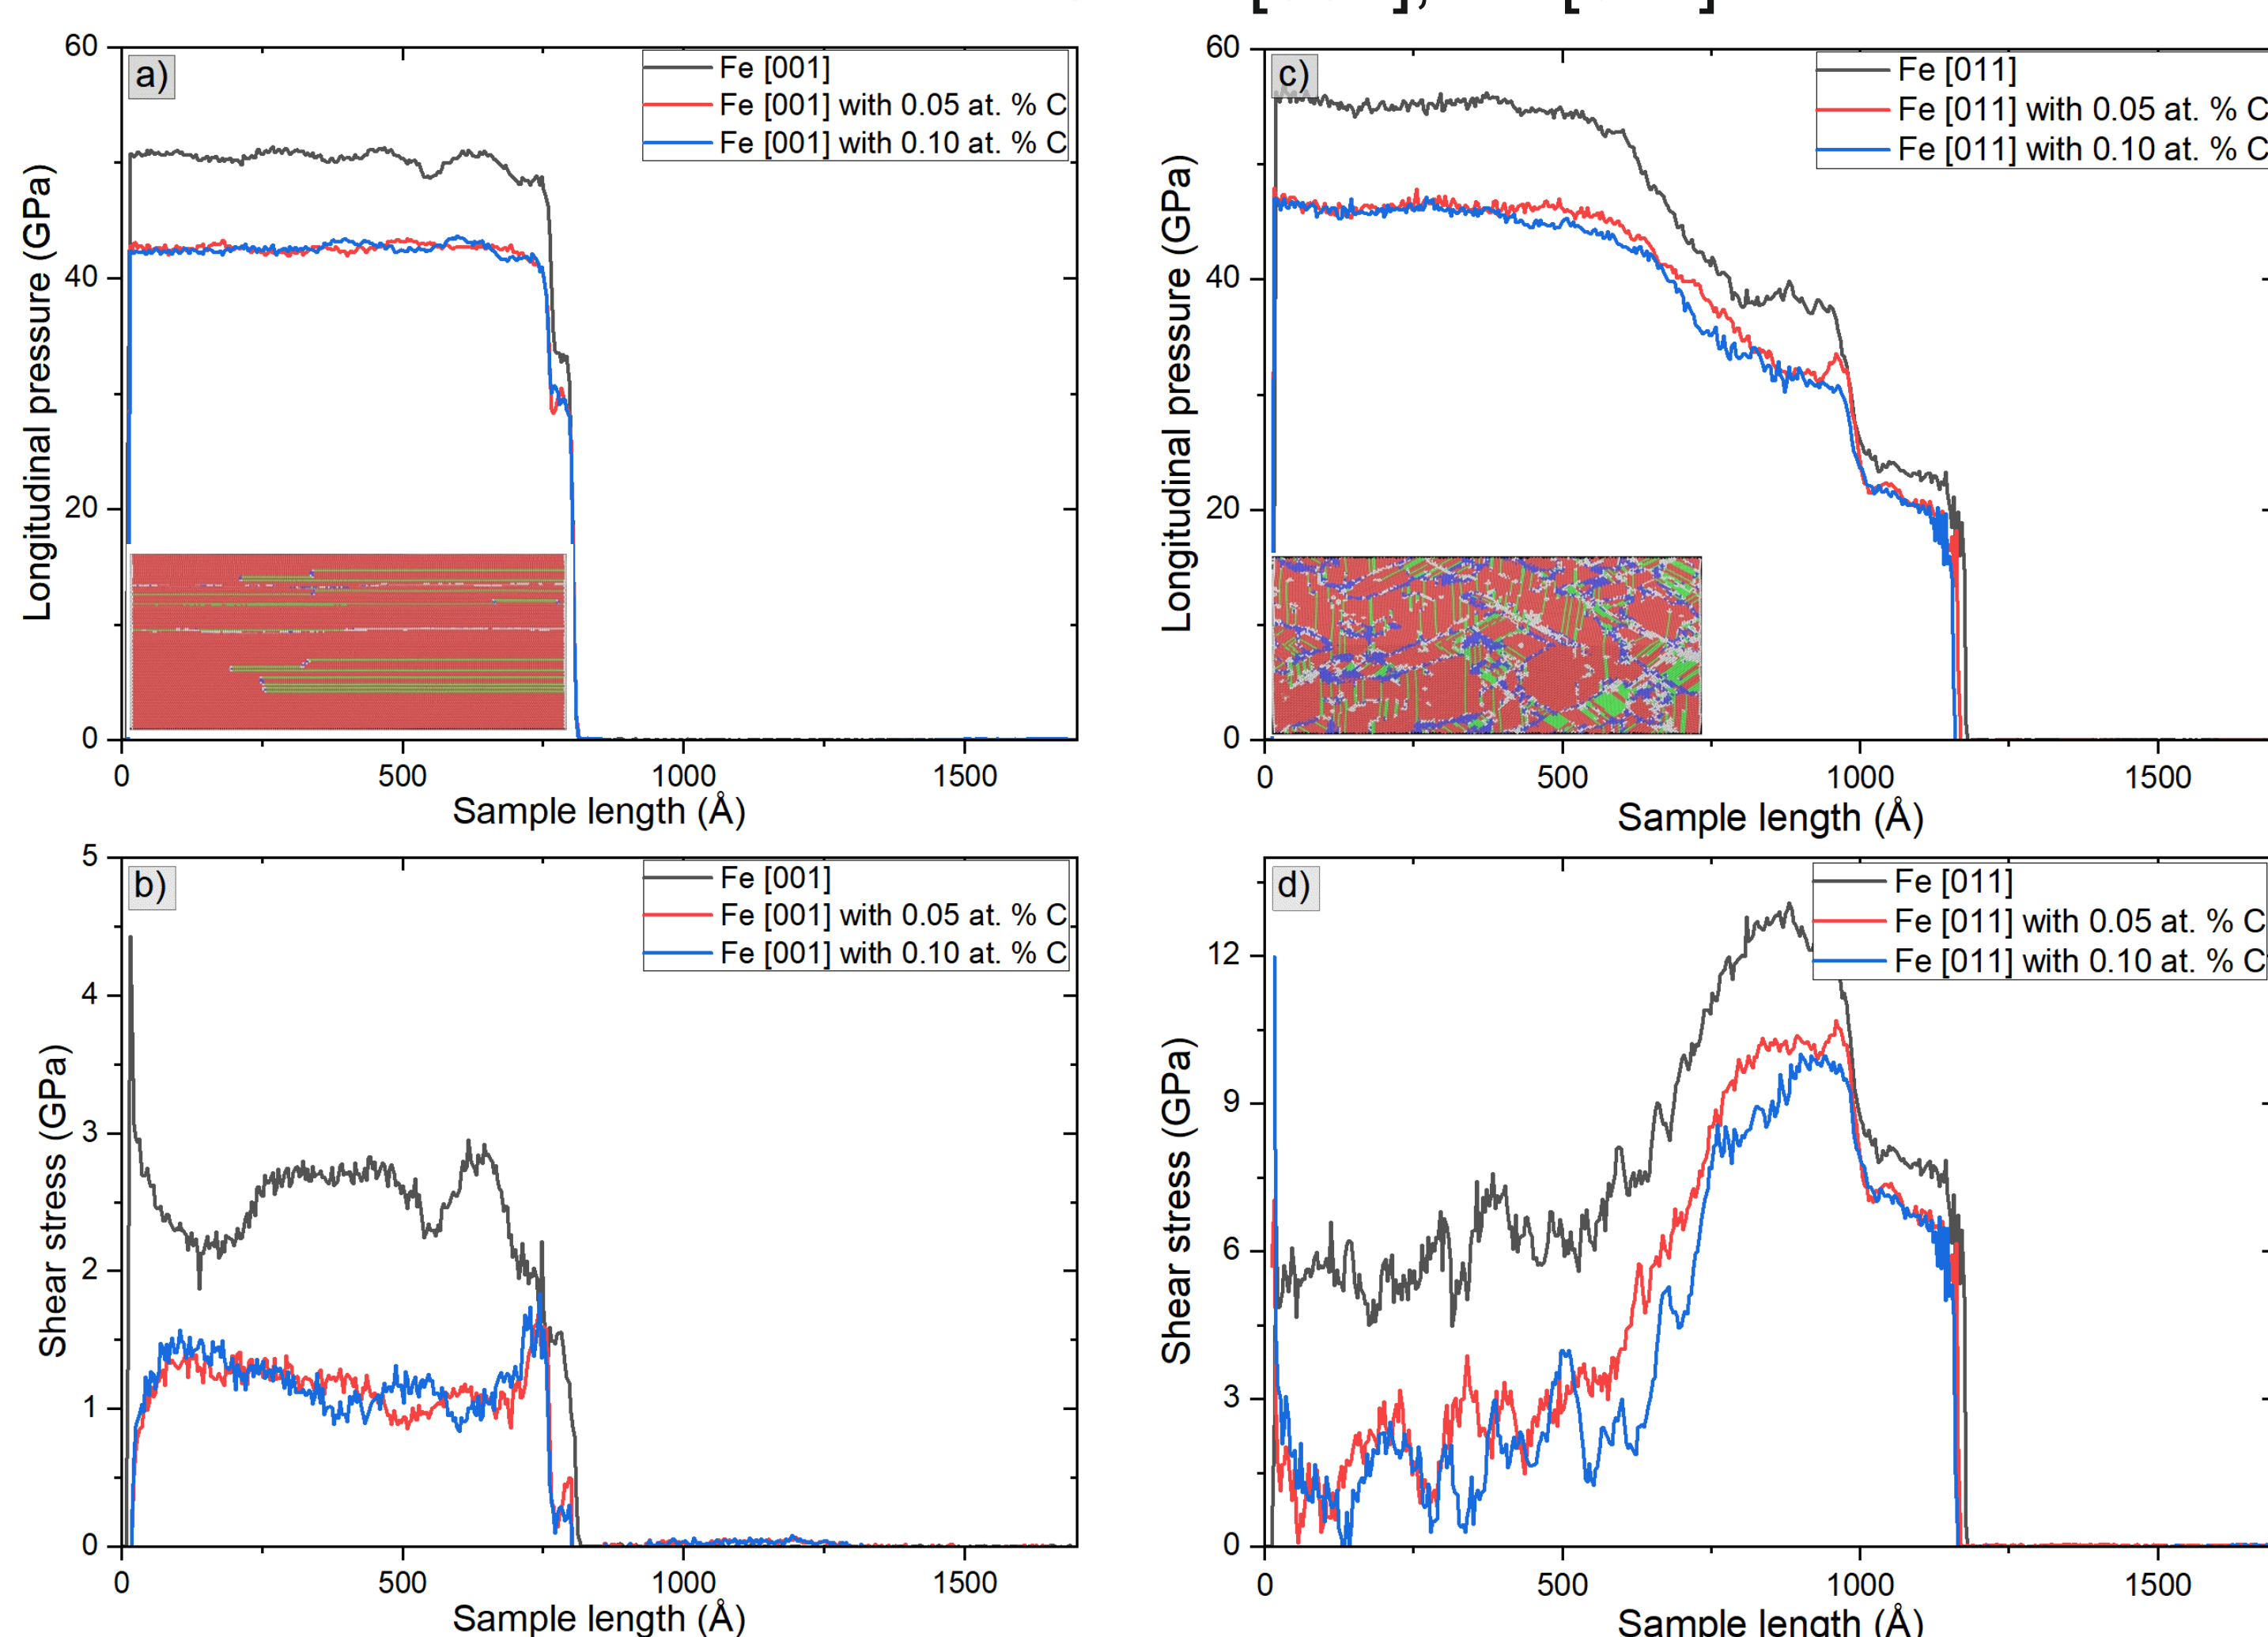 a)
Fe [001]
Fe [001] with 0.05 at. % C
Fe [001] with 0.10 at. % C
60
40
20
0
Longitudinal pressure (GPa)
0 500 1000 1500
Sample length (Å)
c)
Fe [011]
Fe [011] with 0.05 at. % C
Fe [011] with 0.10 at. % C
60
40
20
0
Longitudinal pressure (GPa)
0 500 1000 1500
Sample length (Å)
b)
Fe [001]
Fe [001] with 0.05 at. % C
Fe [001] with 0.10 at. % C
5
4
3
2
1
0
Shear stress (GPa)
0 500 1000 1500
Sample length (Å)
d)
Fe [011]
Fe [011] with 0.05 at. % C
Fe [011] with 0.10 at. % C
12
9
6
3
0
Shear stress (GPa)
0 500 1000 1500
Sample length (Å)